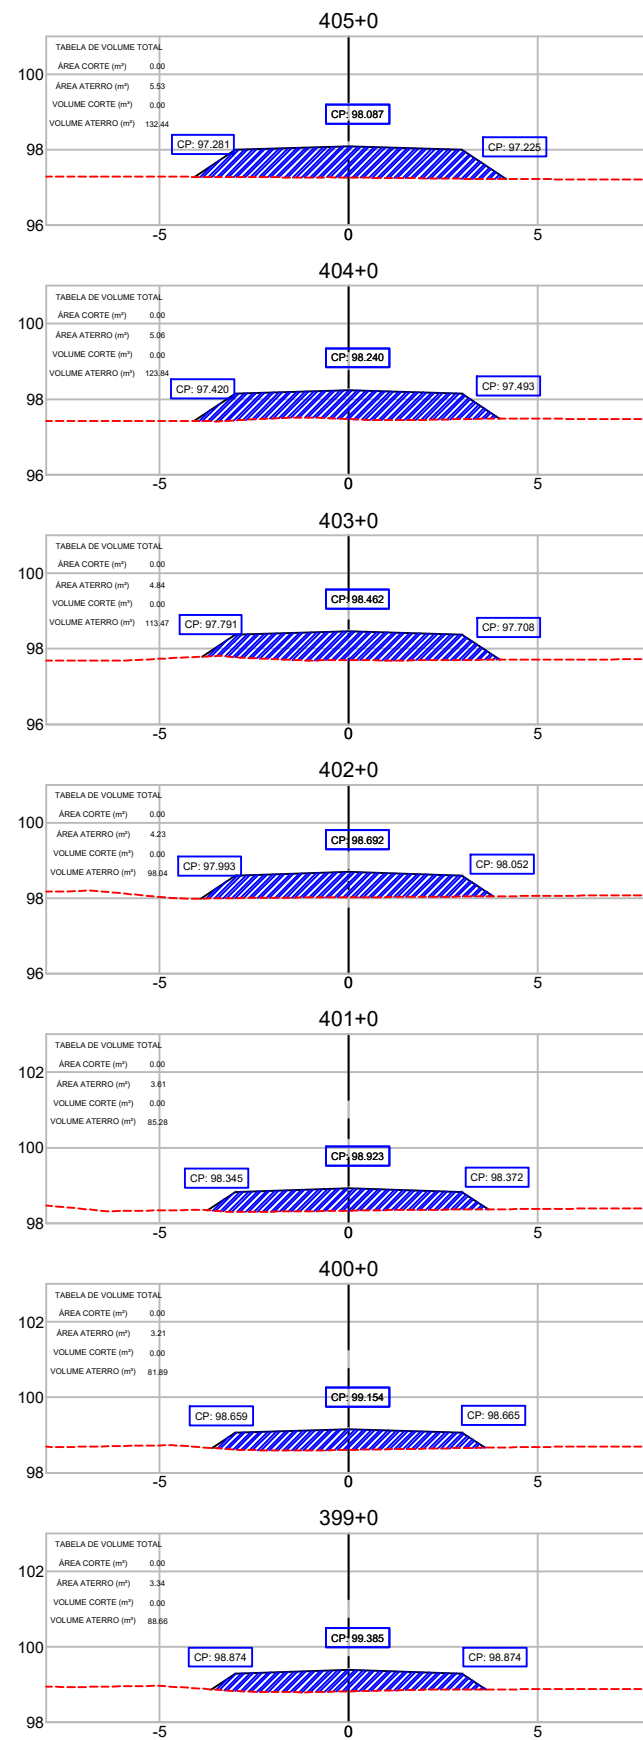 405+0
TABELA DE VOLUME TOTAL
ÁREA CORTE (m²) 0.00
ÁREA ATERRO (m²) 5.53
VOLUME CORTE (m³) 0.00
VOLUME ATERRO (m³) 132.44
CP: 98.087
CP: 97.281
CP: 97.225
100
98
96
-5 0 5
404+0
TABELA DE VOLUME TOTAL
ÁREA CORTE (m²) 0.00
ÁREA ATERRO (m²) 5.06
VOLUME CORTE (m³) 0.00
VOLUME ATERRO (m³) 123.84
CP: 98.240
CP: 97.420
CP: 97.493
100
98
96
-5 0 5
403+0
TABELA DE VOLUME TOTAL
ÁREA CORTE (m²) 0.00
ÁREA ATERRO (m²) 4.84
VOLUME CORTE (m³) 0.00
VOLUME ATERRO (m³) 113.47
CP: 98.462
CP: 97.791
CP: 97.708
100
98
96
-5 0 5
402+0
TABELA DE VOLUME TOTAL
ÁREA CORTE (m²) 0.00
ÁREA ATERRO (m²) 4.23
VOLUME CORTE (m³) 0.00
VOLUME ATERRO (m³) 98.04
CP: 98.692
CP: 97.993
CP: 98.052
100
98
96
-5 0 5
401+0
TABELA DE VOLUME TOTAL
ÁREA CORTE (m²) 0.00
ÁREA ATERRO (m²) 3.61
VOLUME CORTE (m³) 0.00
VOLUME ATERRO (m³) 85.28
CP: 98.923
CP: 98.345
CP: 98.372
102
100
98
-5 0 5
400+0
TABELA DE VOLUME TOTAL
ÁREA CORTE (m²) 0.00
ÁREA ATERRO (m²) 3.21
VOLUME CORTE (m³) 0.00
VOLUME ATERRO (m³) 81.89
CP: 99.154
CP: 98.659
CP: 98.665
102
100
98
-5 0 5
399+0
TABELA DE VOLUME TOTAL
ÁREA CORTE (m²) 0.00
ÁREA ATERRO (m²) 3.34
VOLUME CORTE (m³) 0.00
VOLUME ATERRO (m³) 88.66
CP: 99.385
CP: 98.874
CP: 98.874
102
100
98
-5 0 5